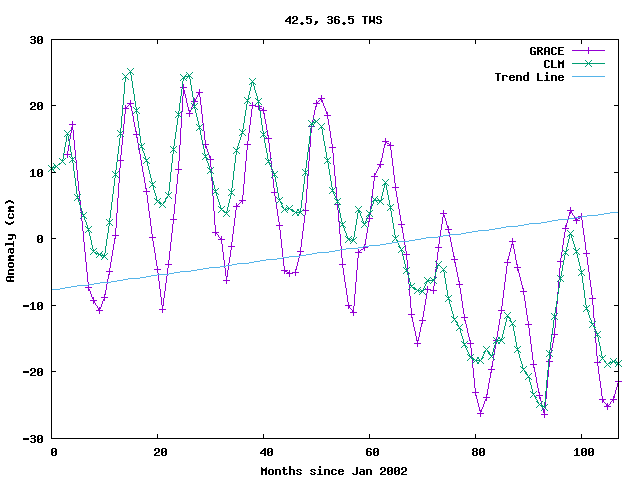 42.5, 36.5 TWS
GRACE
CLM
Trend Line
30
20
10
0
-10
-20
-30
Anomaly (cm)
0 20 40 60 80 100
Months since Jan 2002